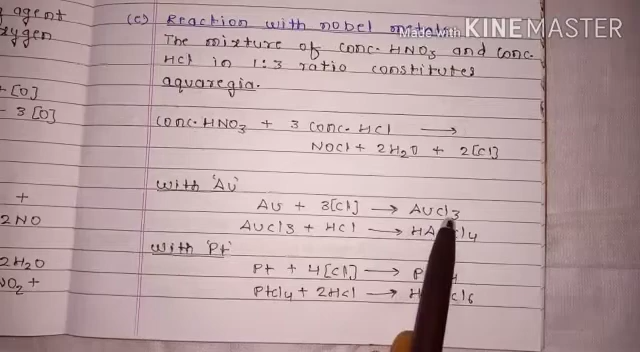 agent
oxygen
+ [O]
3 [O]
+
2NO
2H₂O
NO₂ +
Made with KINEMASTER
(c) Reaction with nobel
The mixture of conc. HNO₃ and conc.
HCl in 1:3 ratio constitutes
aquaregia.
conc. HNO₃ + 3 conc. HCl →
NOCl + 2H₂O + 2[Cl]
with 'Au'
Au + 3[Cl] → AUCl3
AUCl3 + HCl →
with 'Pt'
Pt + 4[Cl] →
PtCl4 + 2HCl →